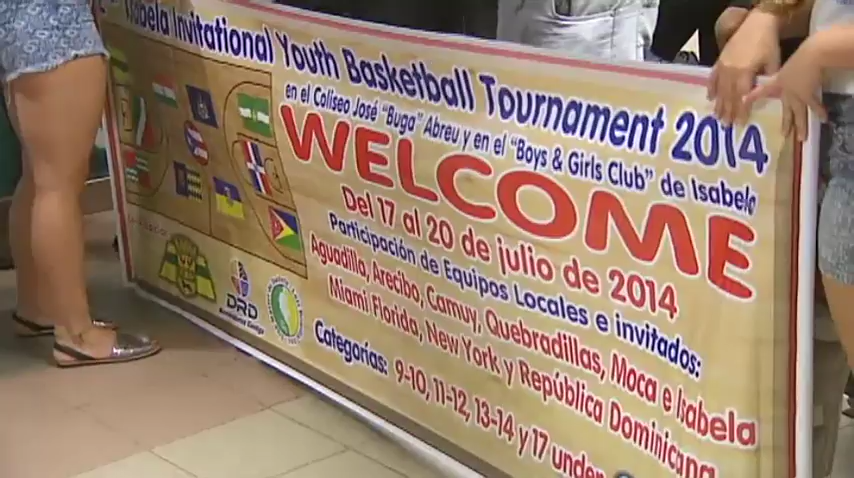 Isabela Invitational Youth Basketball Tournament 2014
en el Coliseo José "Buga" Abreu y en el "Boys & Girls Club" de Isabela
WELCOME
Del 17 al 20 de julio de 2014
Participación de Equipos Locales e invitados:
Aguadilla, Arecibo, Camuy, Quebradillas, Moca e Isabela
Miami Florida, New York y República Dominicana
Categorías: 9-10, 11-12, 13-14 y 17 under
DRD